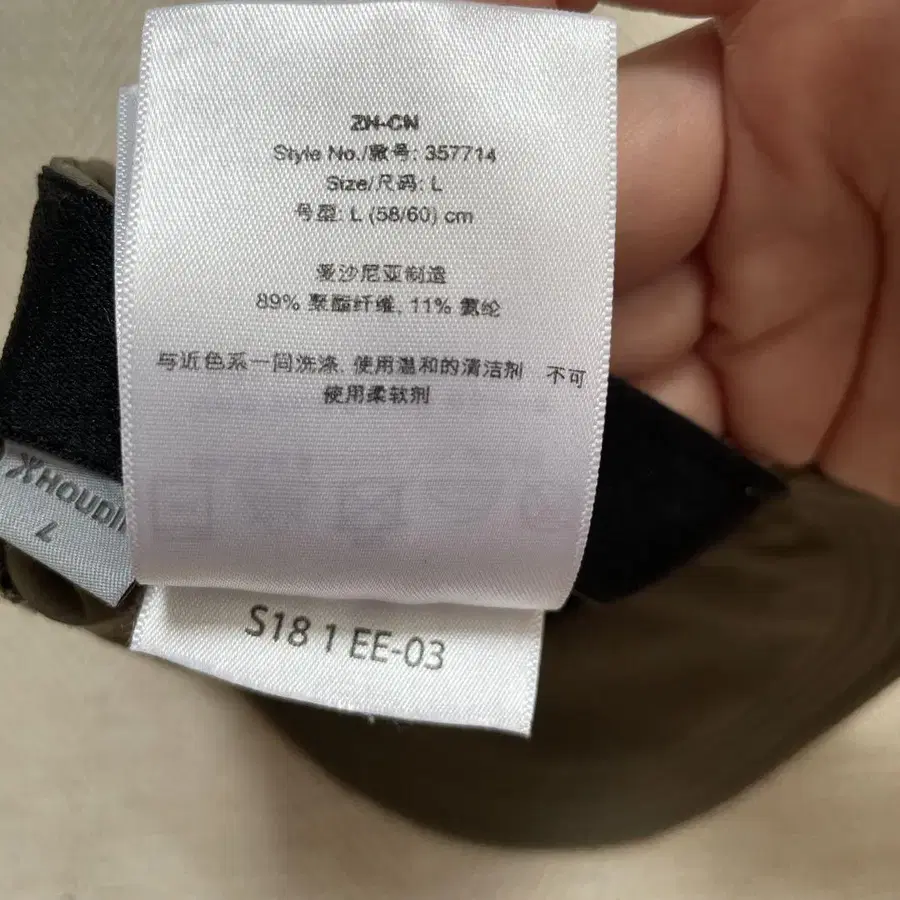 ZH-CN
Style No./款号: 357714
Size/尺码: L
号型: L (58/60) cm
爱沙尼亚制造
89% 聚酯纤维, 11% 氨纶
与近色系一同洗涤, 使用温和的清洁剂 不可
使用柔软剂
HOUDI
L
S18 1 EE-03